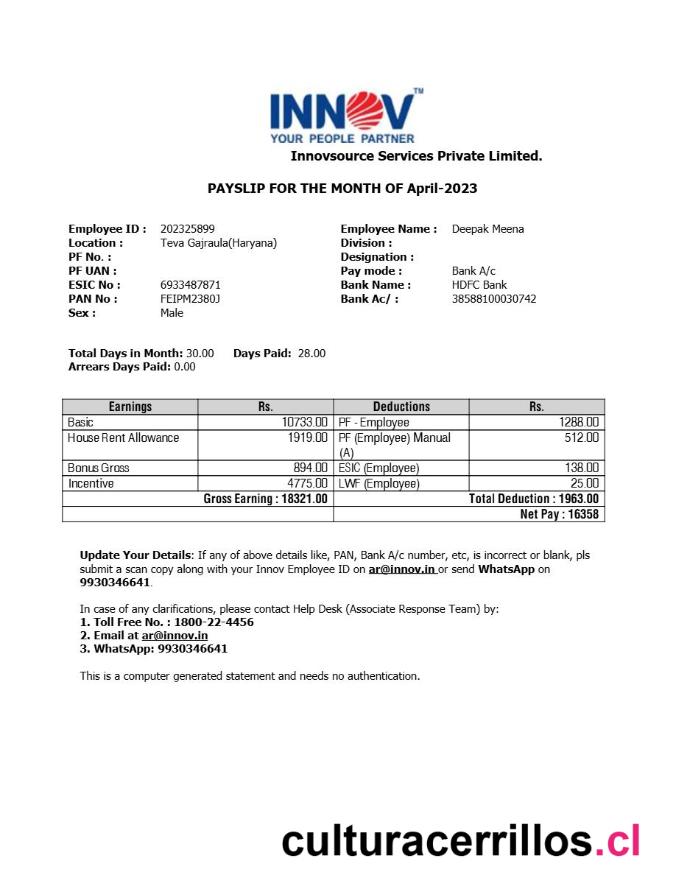 INNOV™
YOUR PEOPLE PARTNER
Innovsource Services Private Limited.
PAYSLIP FOR THE MONTH OF April-2023
Employee ID : 202325899 Employee Name : Deepak Meena
Location : Teva Gajraula(Haryana) Division :
PF No. : Designation :
PF UAN : Pay mode : Bank A/c
ESIC No : 6933487871 Bank Name : HDFC Bank
PAN No : FEIPM2380J Bank Ac/ : 38588100030742
Sex : Male
Total Days in Month: 30.00 Days Paid: 28.00
Arrears Days Paid: 0.00
Earnings Rs. Deductions Rs.
Basic 10733.00 PF - Employee 1288.00
House Rent Allowance 1919.00 PF (Employee) Manual 512.00
(A)
Bonus Gross 894.00 ESIC (Employee) 138.00
Incentive 4775.00 LWF (Employee) 25.00
Gross Earning : 18321.00 Total Deduction : 1963.00
Net Pay : 16358
Update Your Details: If any of above details like, PAN, Bank A/c number, etc, is incorrect or blank, pls
submit a scan copy along with your Innov Employee ID on ar@innov.in or send WhatsApp on
9930346641.
In case of any clarifications, please contact Help Desk (Associate Response Team) by:
1. Toll Free No. : 1800-22-4456
2. Email at ar@innov.in
3. WhatsApp: 9930346641
This is a computer generated statement and needs no authentication.
culturacerrillos.cl